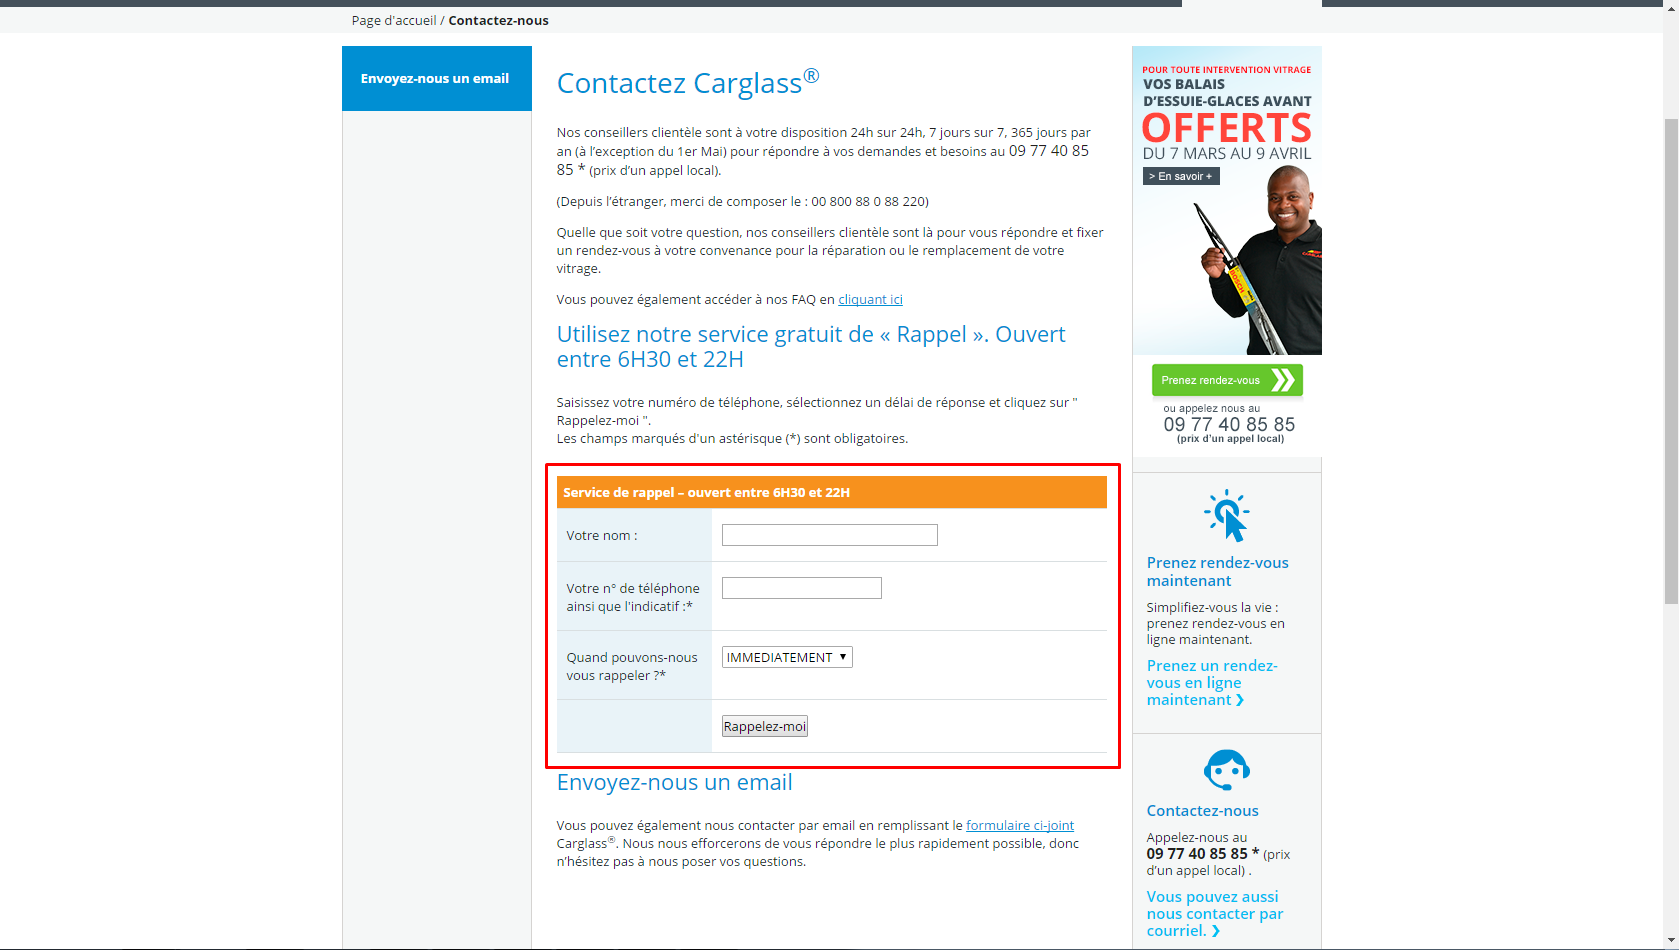 Page d'accueil / Contactez-nous
Envoyez-nous un email
Contactez Carglass®
Nos conseillers clientèle sont à votre disposition 24h sur 24h, 7 jours sur 7, 365 jours par
an (à l'exception du 1er Mai) pour répondre à vos demandes et besoins au 09 77 40 85
85 * (prix d'un appel local).
(Depuis l'étranger, merci de composer le : 00 800 88 0 88 220)
Quelle que soit votre question, nos conseillers clientèle sont là pour vous répondre et fixer
un rendez-vous à votre convenance pour la réparation ou le remplacement de votre
vitrage.
Vous pouvez également accéder à nos FAQ en cliquant ici
Utilisez notre service gratuit de « Rappel ». Ouvert
entre 6H30 et 22H
Saisissez votre numéro de téléphone, sélectionnez un délai de réponse et cliquez sur "
Rappelez-moi ".
Les champs marqués d'un astérisque (*) sont obligatoires.
Service de rappel – ouvert entre 6H30 et 22H
Votre nom :
Votre n° de téléphone
ainsi que l'indicatif :*
Quand pouvons-nous
vous rappeler ?*
IMMEDIATEMENT
Rappelez-moi
Envoyez-nous un email
Vous pouvez également nous contacter par email en remplissant le formulaire ci-joint
Carglass®. Nous nous efforcerons de vous répondre le plus rapidement possible, donc
n'hésitez pas à nous poser vos questions.
POUR TOUTE INTERVENTION VITRAGE
VOS BALAIS
D'ESSUIE-GLACES AVANT
OFFERTS
DU 7 MARS AU 9 AVRIL
> En savoir +
BOSCH
Prenez rendez-vous
ou appelez nous au
09 77 40 85 85
(prix d'un appel local)
Prenez rendez-vous
maintenant
Simplifiez-vous la vie :
prenez rendez-vous en
ligne maintenant.
Prenez un rendez-
vous en ligne
maintenant ❯
Contactez-nous
Appelez-nous au
09 77 40 85 85 * (prix
d'un appel local) .
Vous pouvez aussi
nous contacter par
courriel. ❯